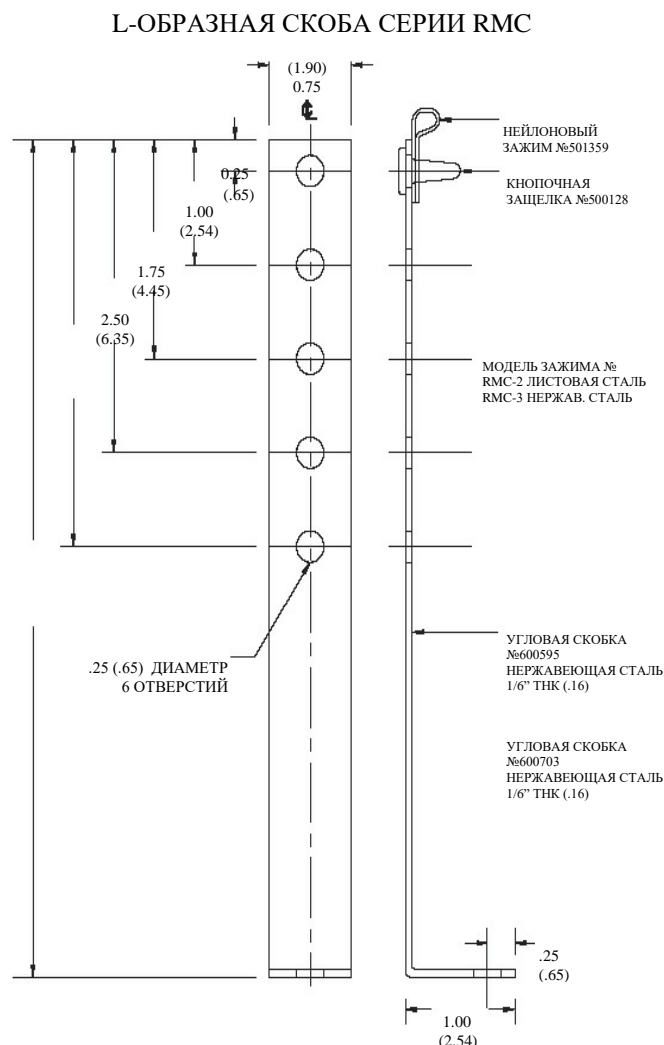 L-ОБРАЗНАЯ СКОБА СЕРИИ RMC
(1.90)
0.75
НЕЙЛОНОВЫЙ
ЗАЖИМ №501359
КНОПОЧНАЯ
ЗАЩЕЛКА №500128
0.25
(.65)
1.00
(2.54)
1.75
(4.45)
2.50
(6.35)
МОДЕЛЬ ЗАЖИМА №
RMC-2 ЛИСТОВАЯ СТАЛЬ
RMC-3 НЕРЖАВ. СТАЛЬ
.25 (.65) ДИАМЕТР
6 ОТВЕРСТИЙ
УГЛОВАЯ СКОБКА
№600595
НЕРЖАВЕЮЩАЯ СТАЛЬ
1/6” ТНК (.16)
УГЛОВАЯ СКОБКА
№600703
НЕРЖАВЕЮЩАЯ СТАЛЬ
1/6” ТНК (.16)
.25
(.65)
1.00
(2.54)